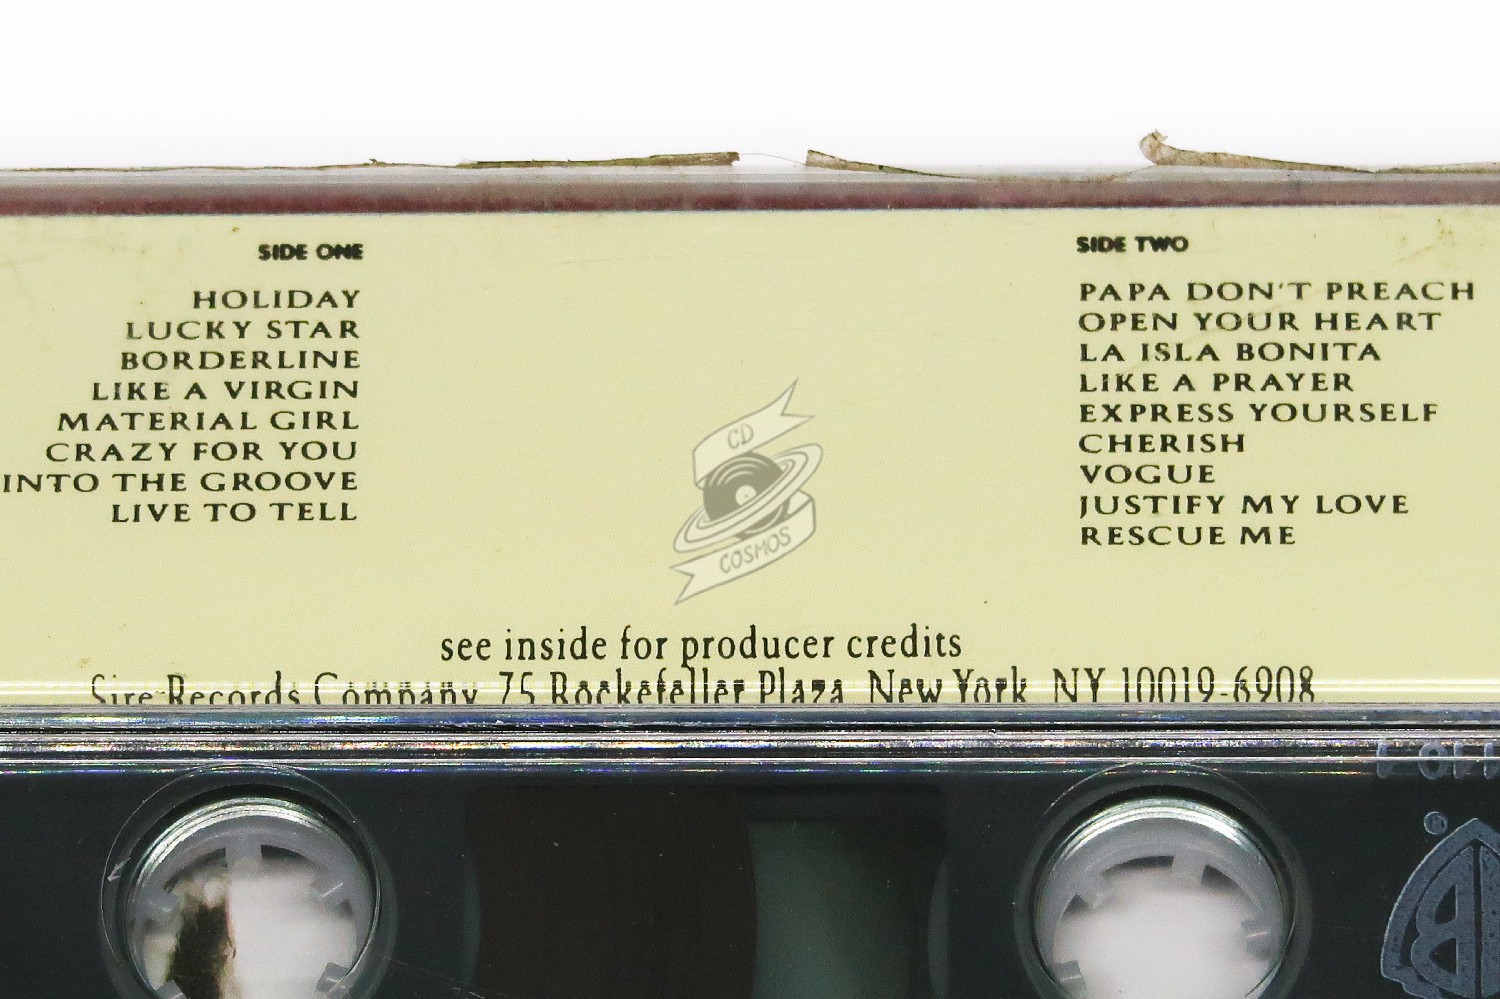 SIDE ONE
HOLIDAY
LUCKY STAR
BORDERLINE
LIKE A VIRGIN
MATERIAL GIRL
CRAZY FOR YOU
INTO THE GROOVE
LIVE TO TELL
SIDE TWO
PAPA DON'T PREACH
OPEN YOUR HEART
LA ISLA BONITA
LIKE A PRAYER
EXPRESS YOURSELF
CHERISH
VOGUE
JUSTIFY MY LOVE
RESCUE ME
CD
COSMOS
see inside for producer credits
Sire Records Company 75 Rockefeller Plaza New York NY 10019-6908
®